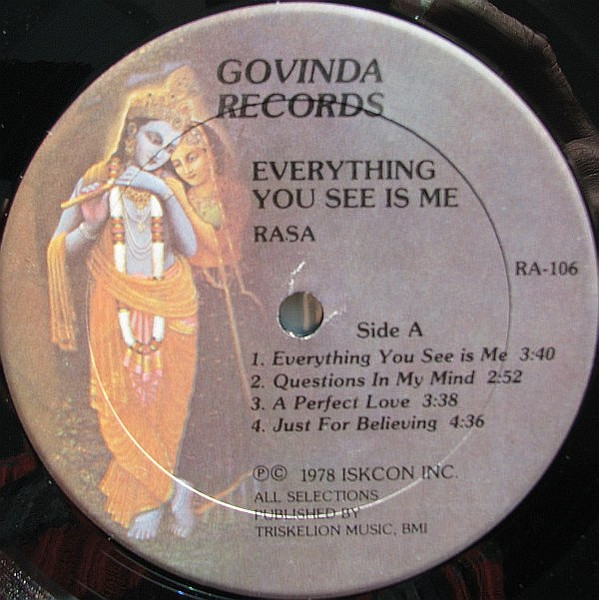 GOVINDA
RECORDS
EVERYTHING
YOU SEE IS ME
RASA
RA-106
Side A
1. Everything You See is Me 3:40
2. Questions In My Mind 2:52
3. A Perfect Love 3:38
4. Just For Believing 4:36
℗© 1978 ISKCON INC.
ALL SELECTIONS
PUBLISHED BY
TRISKELION MUSIC, BMI